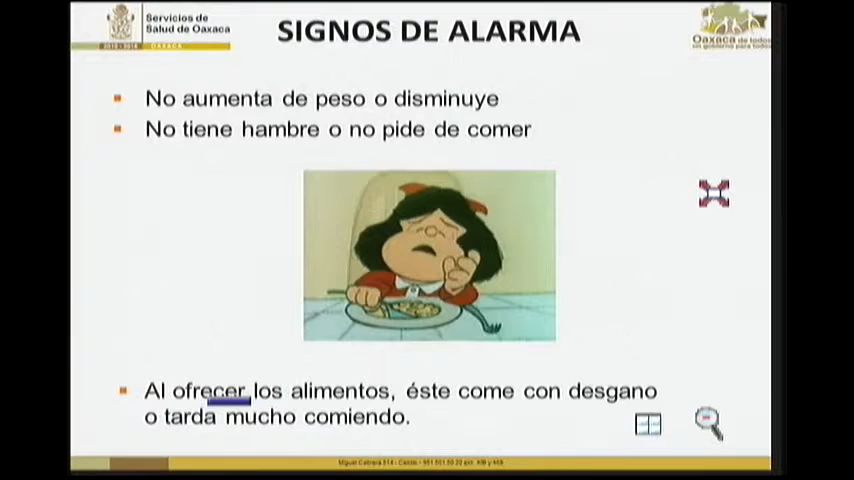 Servicios de
Salud de Oaxaca
SIGNOS DE ALARMA
Oaxaca de todos
un gobierno para todos
OAXACA
No aumenta de peso o disminuye
No tiene hambre o no pide de comer
Al ofrecer los alimentos, éste come con desgano
o tarda mucho comiendo.